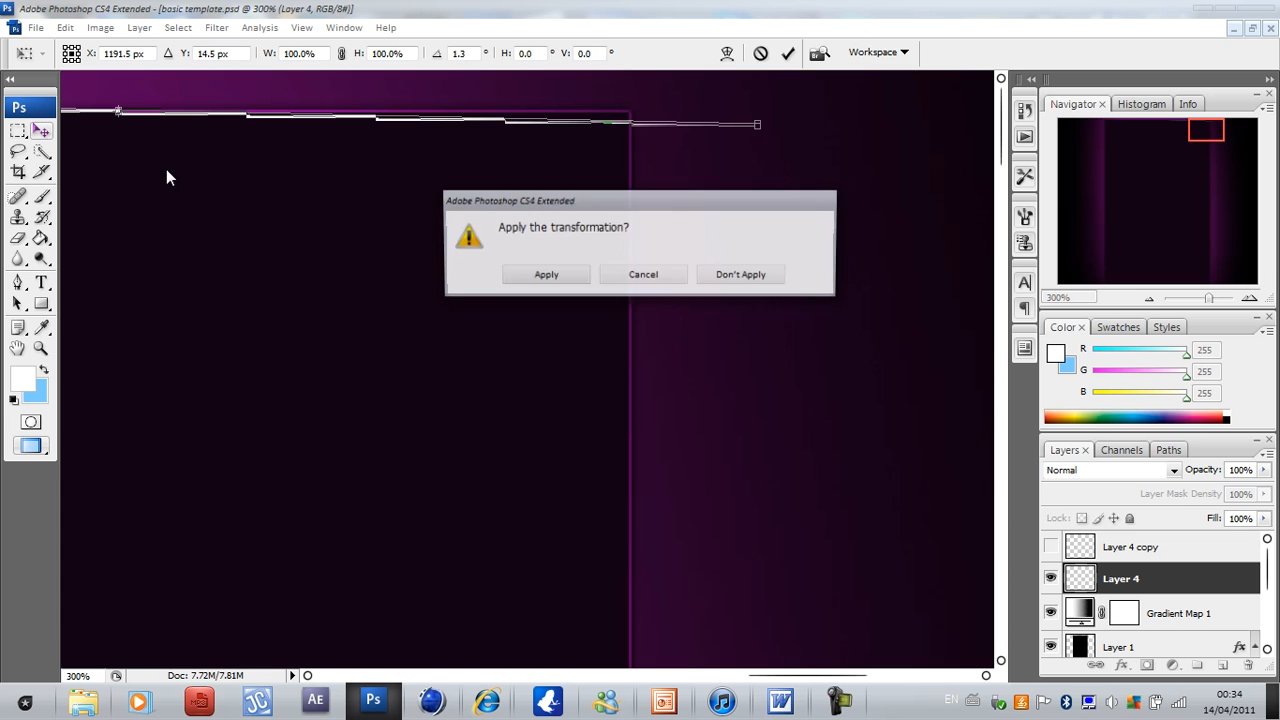 Adobe Photoshop CS4 Extended - [basic template.psd @ 300% (Layer 4, RGB/8#)]
File Edit Image Layer Select Filter Analysis View Window Help
X: 1191.5 px Y: 14.5 px W: 100.0% H: 100.0% 1.3 ° H: 0.0 ° V: 0.0 ° Workspace
Ps
Navigator Histogram Info
300%
Adobe Photoshop CS4 Extended
Apply the transformation?
Apply Cancel Don't Apply
Color Swatches Styles
R 255
G 255
B 255
Layers Channels Paths
Normal Opacity: 100%
Layer Mask Density: 100%
Lock: Fill: 100%
Layer 4 copy
Layer 4
Gradient Map 1
Layer 1 fx
300% Doc: 7.72M/7.81M
JC AE Ps W EN 00:34
14/04/2011